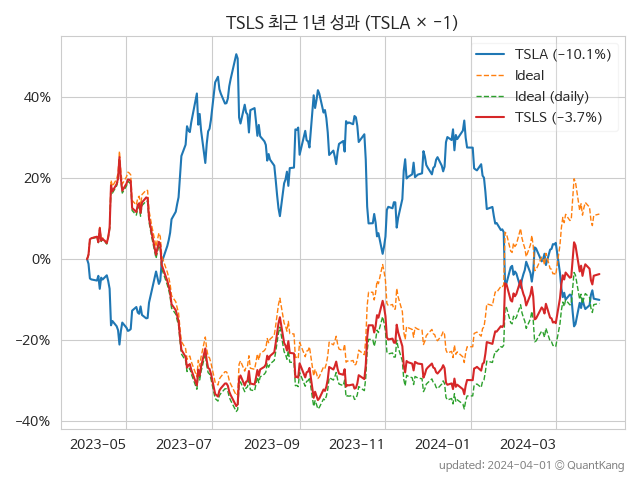 TSLS 최근 1년 성과 (TSLA × −1)
TSLA (−10.1%)
Ideal
Ideal (daily)
TSLS (−3.7%)
40%
20%
0%
−20%
−40%
2023−05 2023−07 2023−09 2023−11 2024−01 2024−03
updated: 2024−04−01 © QuantKang